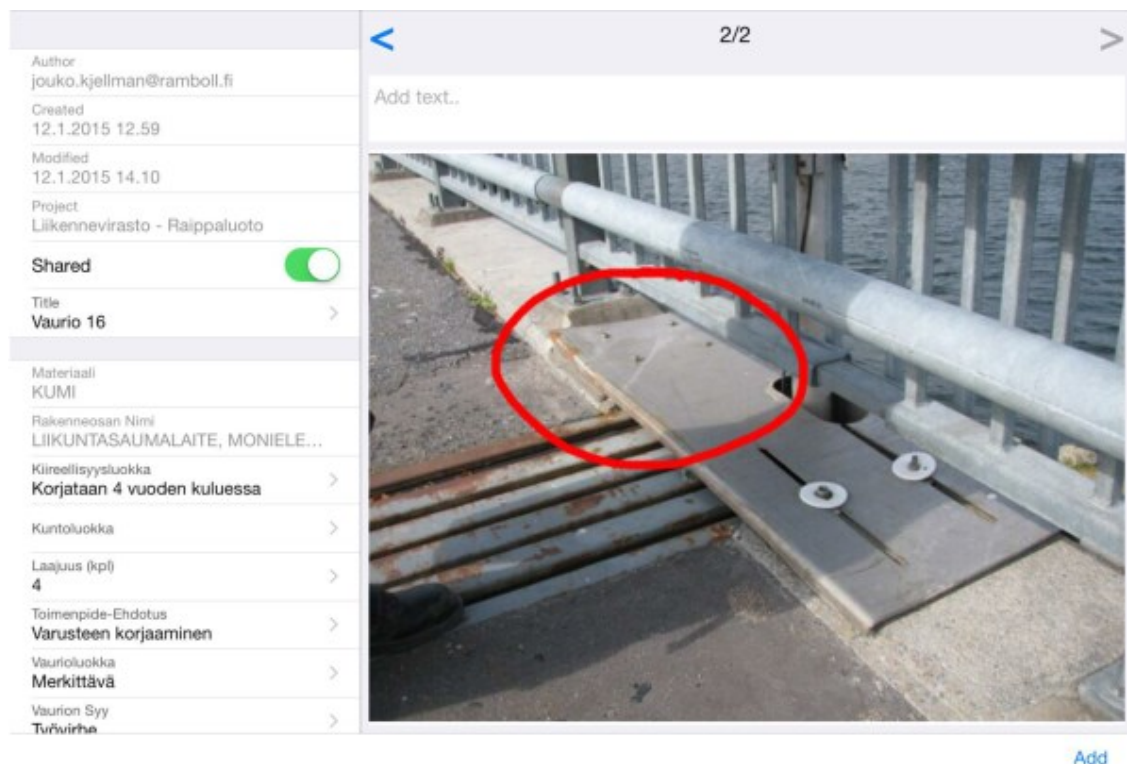 Author
jouko.kjellman@ramboll.fi
Created
12.1.2015 12.59
Modified
12.1.2015 14.10
Project
Liikennevirasto - Raippaluoto
Shared
Title
Vaurio 16
Materiaali
KUMI
Rakenneosan Nimi
LIIKUNTASAUMALAITE, MONIELE...
Kiireellisyysluokka
Korjataan 4 vuoden kuluessa
Kuntoluokka
Laajuus (kpl)
4
Toimenpide-Ehdotus
Varusteen korjaaminen
Vaurioluokka
Merkittävä
Vaurion Syy
Työvirhe
<
2/2
>
Add text..
Add